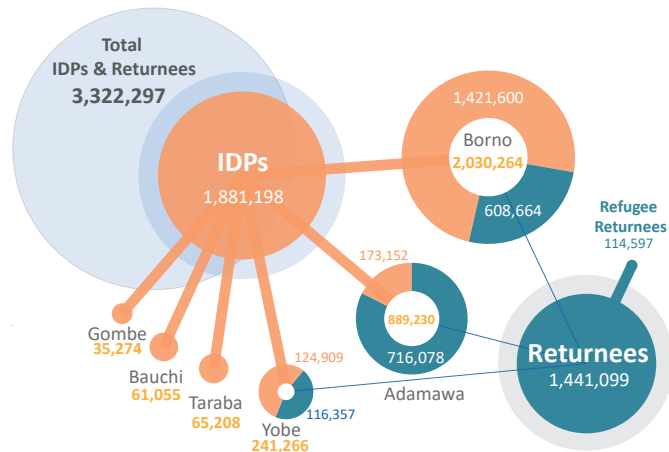 Total
IDPs & Returnees
3,322,297
IDPs
1,881,198
1,421,600
Borno
2,030,264
608,664
Refugee
Returnees
114,597
173,152
889,230
716,078
Adamawa
Returnees
1,441,099
Gombe
35,274
Bauchi
61,055
Taraba
65,208
124,909
116,357
Yobe
241,266